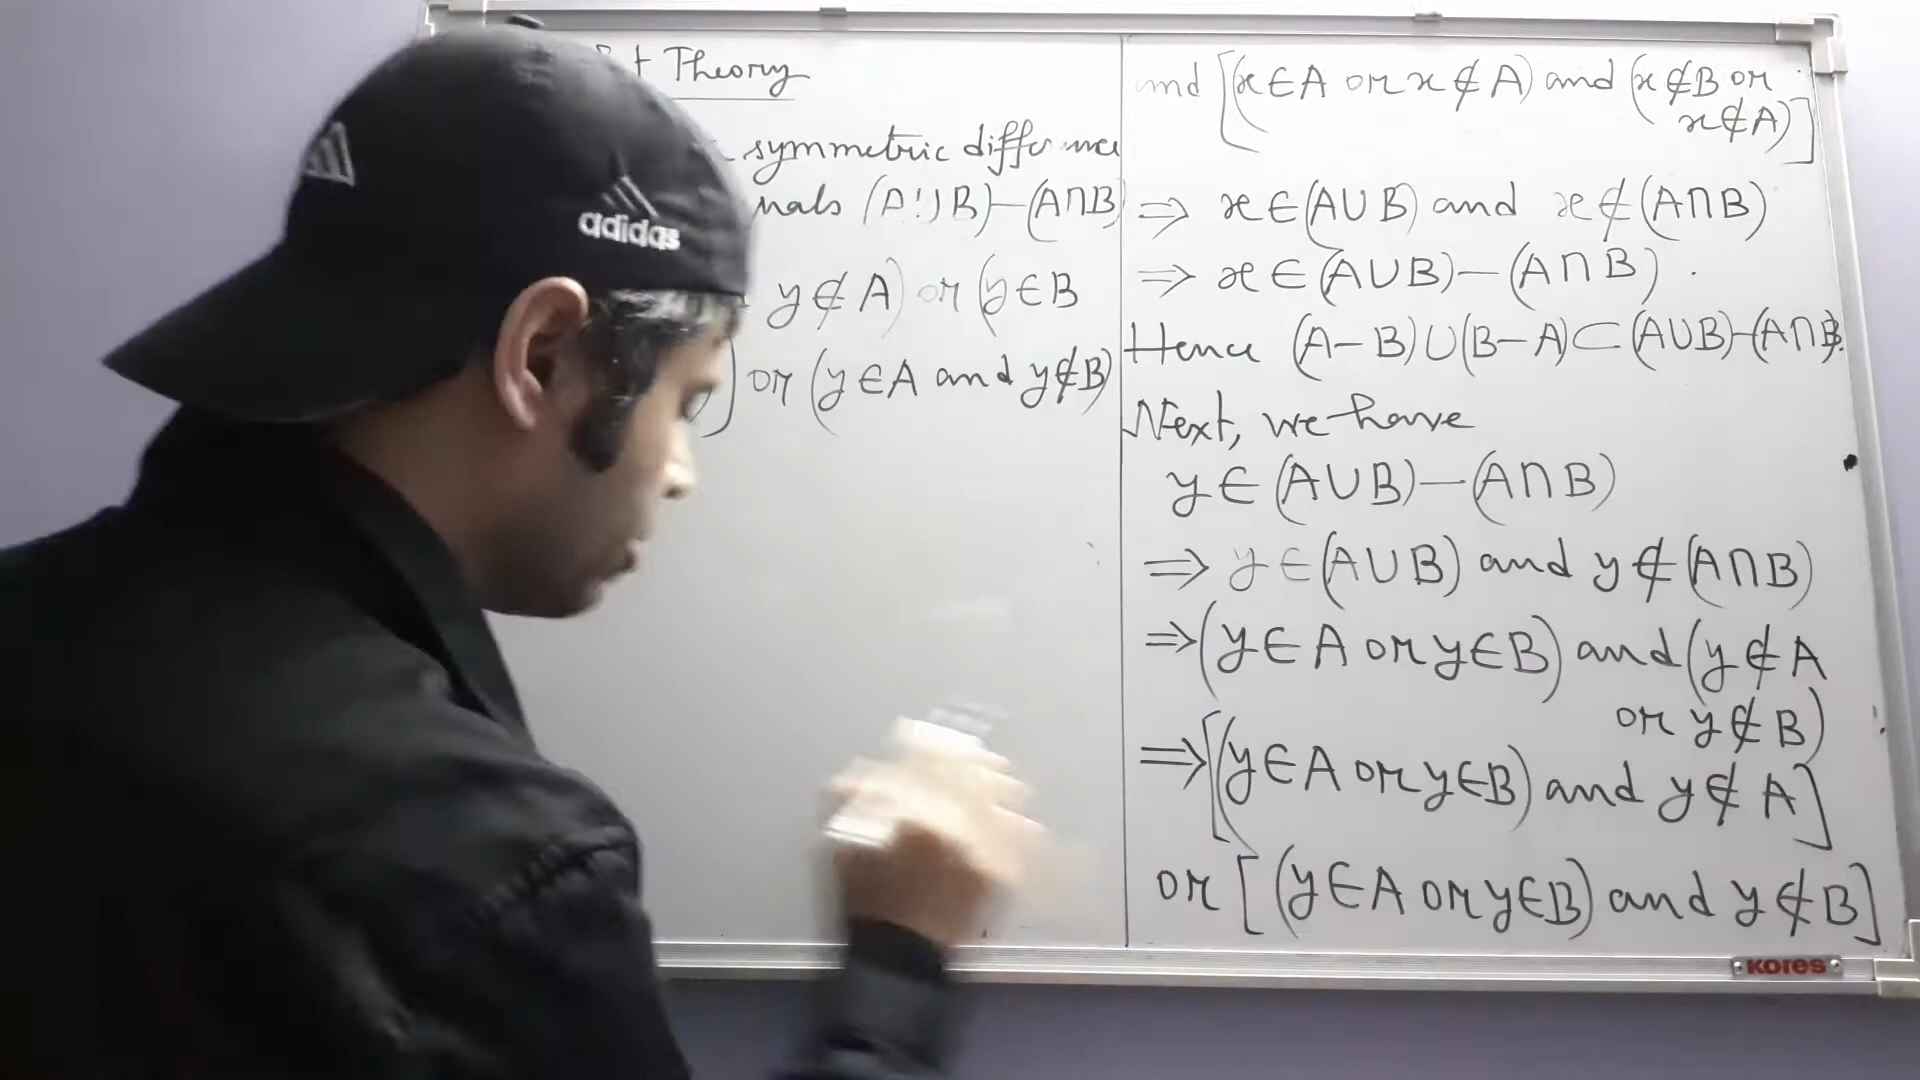 Theory
symmetric difference
(A∪B)-(A∩B)
y∉A) or (y∈B
] or (y∈A and y∉B)
and [(x∈A or x∉A) and (x∉B or
x∉A)]
⇒ x∈(A∪B) and x∉(A∩B)
⇒ x∈(A∪B)-(A∩B).
Hence (A-B)∪(B-A)⊂(A∪B)-(A∩B).
Next, we have
y∈(A∪B)-(A∩B)
⇒ y∈(A∪B) and y∉(A∩B)
⇒(y∈A or y∈B) and (y∉A
or y∉B)
⇒[(y∈A or y∈B) and y∉A]
or [(y∈A or y∈B) and y∉B]
adidas
kores